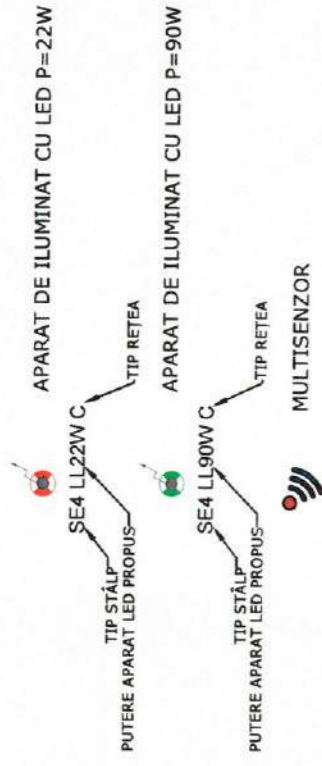 APARAT DE ILUMINAT CU LED P=22W
SE4 LL22W C
TIP REȚEA
TIP STÂLP
PUTERE APARAT LED PROPUS
APARAT DE ILUMINAT CU LED P=90W
SE4 LL90W C
TIP REȚEA
TIP STÂLP
PUTERE APARAT LED PROPUS
MULTISENZOR